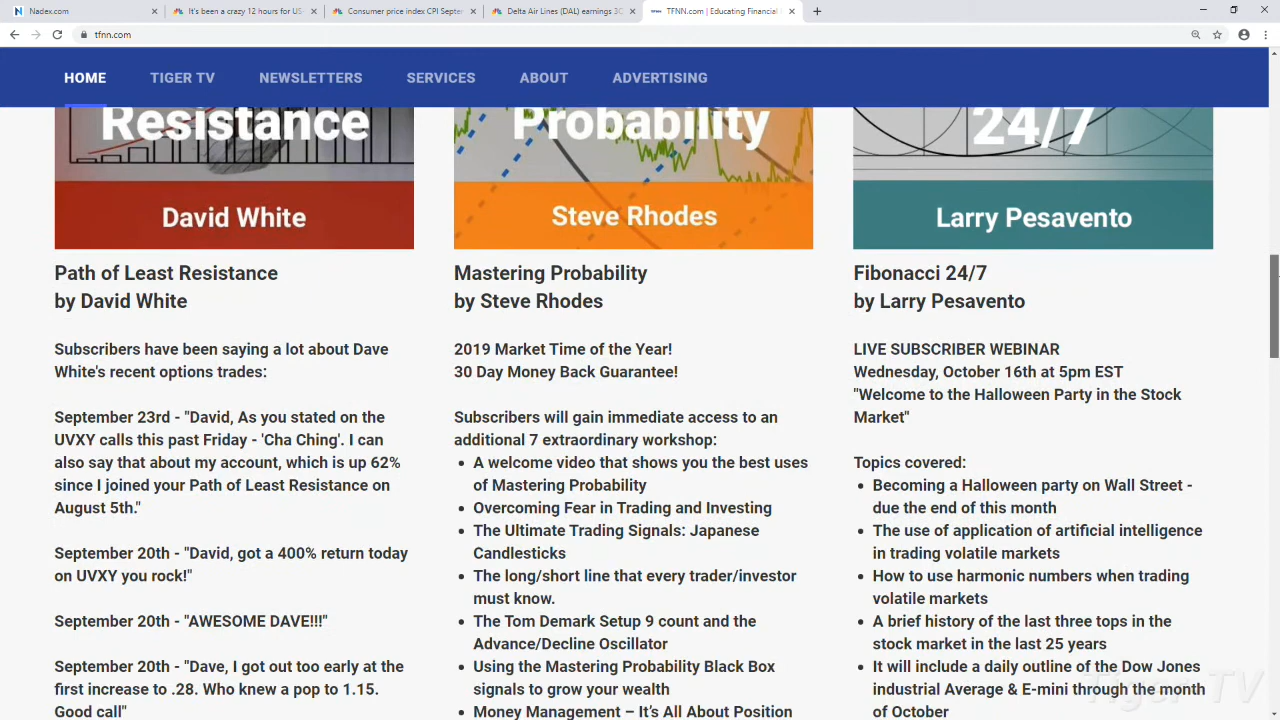 Nadex.com
It's been a crazy 12 hours for US-
Consumer price index CPI Septer
Delta Air Lines (DAL) earnings 3C
TFNN.com | Educating Financial
tfnn.com
HOME
TIGER TV
NEWSLETTERS
SERVICES
ABOUT
ADVERTISING
Resistance
David White
Path of Least Resistance
by David White
Subscribers have been saying a lot about Dave
White's recent options trades:
September 23rd - "David, As you stated on the
UVXY calls this past Friday - 'Cha Ching'. I can
also say that about my account, which is up 62%
since I joined your Path of Least Resistance on
August 5th."
September 20th - "David, got a 400% return today
on UVXY you rock!"
September 20th - "AWESOME DAVE!!!"
September 20th - "Dave, I got out too early at the
first increase to .28. Who knew a pop to 1.15.
Good call"
Probability
Steve Rhodes
Mastering Probability
by Steve Rhodes
2019 Market Time of the Year!
30 Day Money Back Guarantee!
Subscribers will gain immediate access to an
additional 7 extraordinary workshop:
• A welcome video that shows you the best uses
of Mastering Probability
• Overcoming Fear in Trading and Investing
• The Ultimate Trading Signals: Japanese
Candlesticks
• The long/short line that every trader/investor
must know.
• The Tom Demark Setup 9 count and the
Advance/Decline Oscillator
• Using the Mastering Probability Black Box
signals to grow your wealth
• Money Management – It's All About Position
24/7
Larry Pesavento
Fibonacci 24/7
by Larry Pesavento
LIVE SUBSCRIBER WEBINAR
Wednesday, October 16th at 5pm EST
"Welcome to the Halloween Party in the Stock
Market"
Topics covered:
• Becoming a Halloween party on Wall Street -
due the end of this month
• The use of application of artificial intelligence
in trading volatile markets
• How to use harmonic numbers when trading
volatile markets
• A brief history of the last three tops in the
stock market in the last 25 years
• It will include a daily outline of the Dow Jones
industrial Average & E-mini through the month
of October
Tiger TV